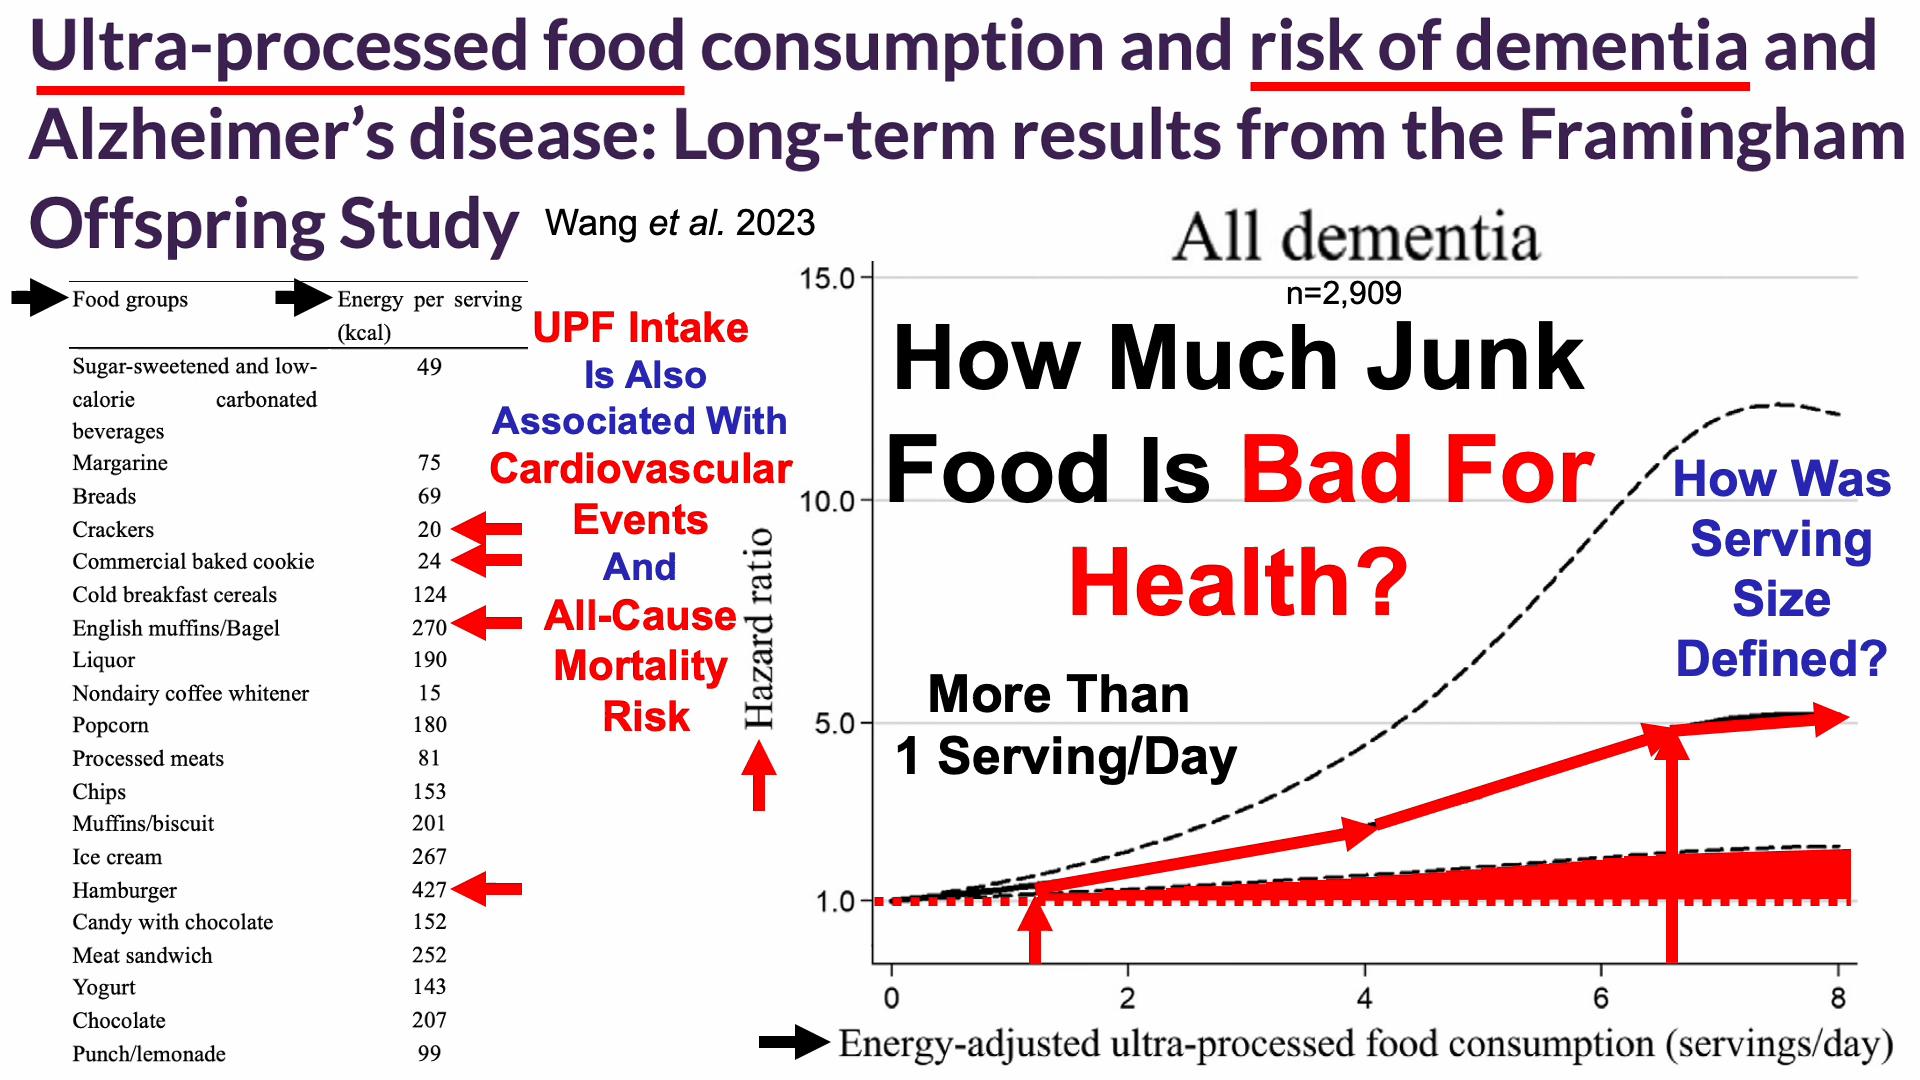 Ultra-processed food consumption and risk of dementia and
Alzheimer’s disease: Long-term results from the Framingham
Offspring Study
Wang et al. 2023
Food groups Energy per serving
(kcal)
Sugar-sweetened and low- 49
calorie carbonated
beverages
Margarine 75
Breads 69
Crackers 20
Commercial baked cookie 24
Cold breakfast cereals 124
English muffins/Bagel 270
Liquor 190
Nondairy coffee whitener 15
Popcorn 180
Processed meats 81
Chips 153
Muffins/biscuit 201
Ice cream 267
Hamburger 427
Candy with chocolate 152
Meat sandwich 252
Yogurt 143
Chocolate 207
Punch/lemonade 99
UPF Intake
Is Also
Associated With
Cardiovascular
Events
And
All-Cause
Mortality
Risk
All dementia
n=2,909
How Much Junk
Food Is Bad For
Health?
How Was
Serving
Size
Defined?
More Than
1 Serving/Day
Hazard ratio
15.0
10.0
5.0
1.0
0 2 4 6 8
Energy-adjusted ultra-processed food consumption (servings/day)